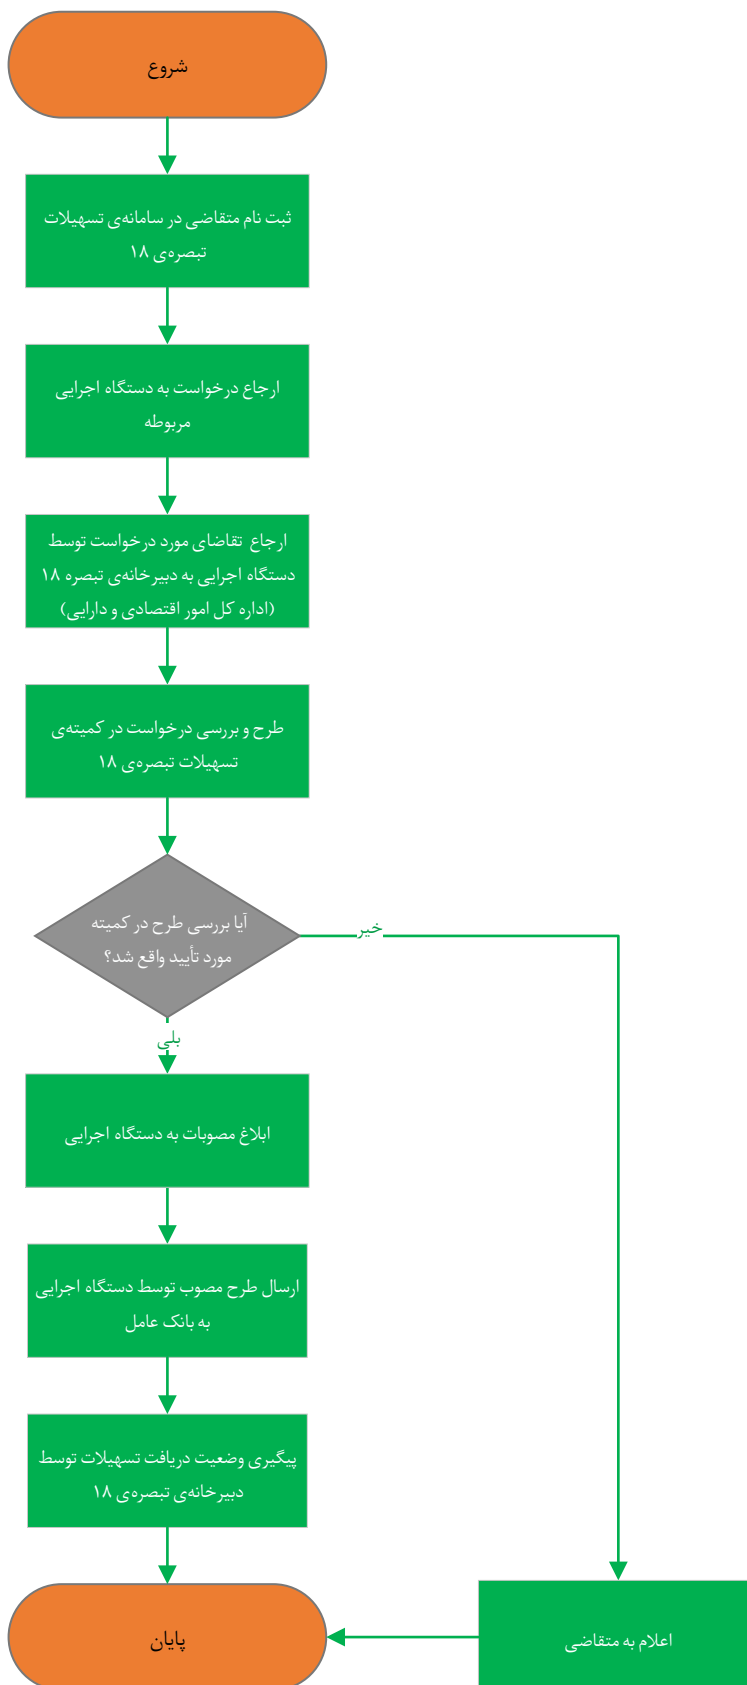 شروع
ثبت نام متقاضی در سامانه‌ی تسهیلات
تبصره‌ی ۱۸
ارجاع درخواست به دستگاه اجرایی
مربوطه
ارجاع تقاضای مورد درخواست توسط
دستگاه اجرایی به دبیرخانه‌ی تبصره ۱۸
(اداره کل امور اقتصادی و دارایی)
طرح و بررسی درخواست در کمیته‌ی
تسهیلات تبصره‌ی ۱۸
آیا بررسی طرح در کمیته
مورد تأیید واقع شد؟
خیر
بلی
ابلاغ مصوبات به دستگاه اجرایی
ارسال طرح مصوب توسط دستگاه اجرایی
به بانک عامل
پیگیری وضعیت دریافت تسهیلات توسط
دبیرخانه‌ی تبصره‌ی ۱۸
اعلام به متقاضی
پایان